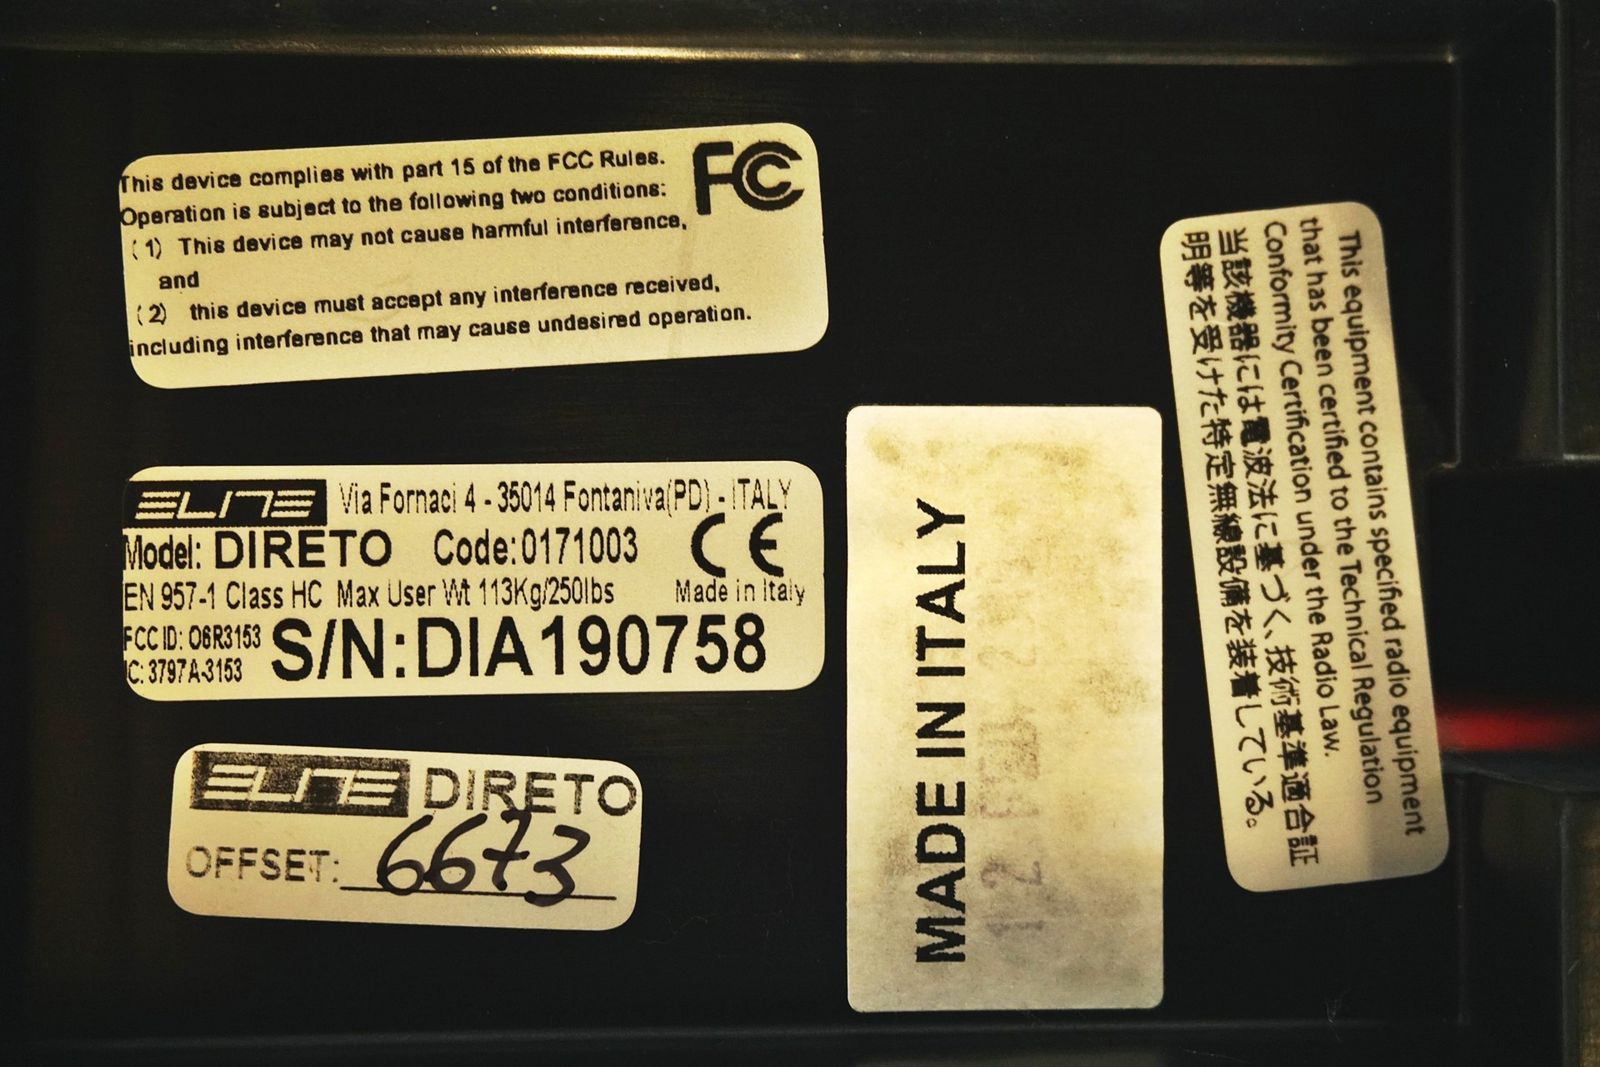 This device complies with part 15 of the FCC Rules.
Operation is subject to the following two conditions:
(1) This device may not cause harmful interference,
and
(2) this device must accept any interference received,
including interference that may cause undesired operation.
FC
ELITE Via Fornaci 4 - 35014 Fontaniva(PD) - ITALY
Model: DIRETO Code:0171003 CE
EN 957-1 Class HC Max User Wt 113Kg/250lbs Made in Italy
FCC ID: O6R3153
IC: 3797A-3153
S/N:DIA190758
ELITE DIRETO
OFFSET: 6673
MADE IN ITALY
This equipment contains specified radio equipment
that has been certified to the Technical Regulation
Conformity Certification under the Radio Law.
当該機器には電波法に基づく、技術基準適合証
明等を受けた特定無線設備を装着している。